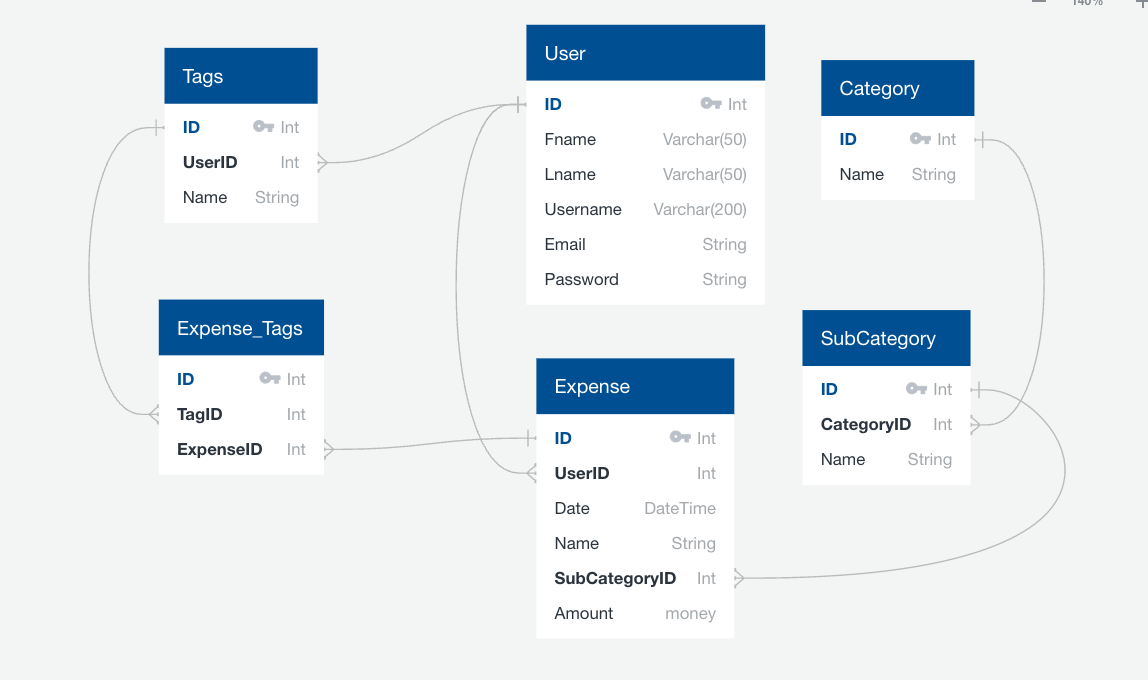 140%
Tags
ID Int
UserID Int
Name String
User
ID Int
Fname Varchar(50)
Lname Varchar(50)
Username Varchar(200)
Email String
Password String
Category
ID Int
Name String
Expense_Tags
ID Int
TagID Int
ExpenseID Int
Expense
ID Int
UserID Int
Date DateTime
Name String
SubCategoryID Int
Amount money
SubCategory
ID Int
CategoryID Int
Name String